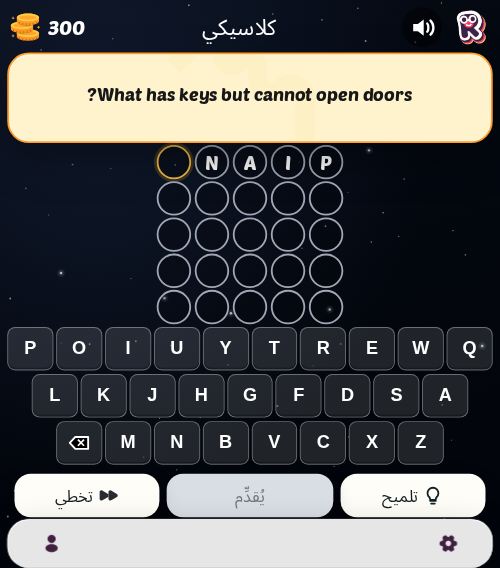 300
كلاسيكي
?What has keys but cannot open doors
N A I P
P O I U Y T R E W Q
L K J H G F D S A
M N B V C X Z
تخطي
يُقدِّم
تلميح